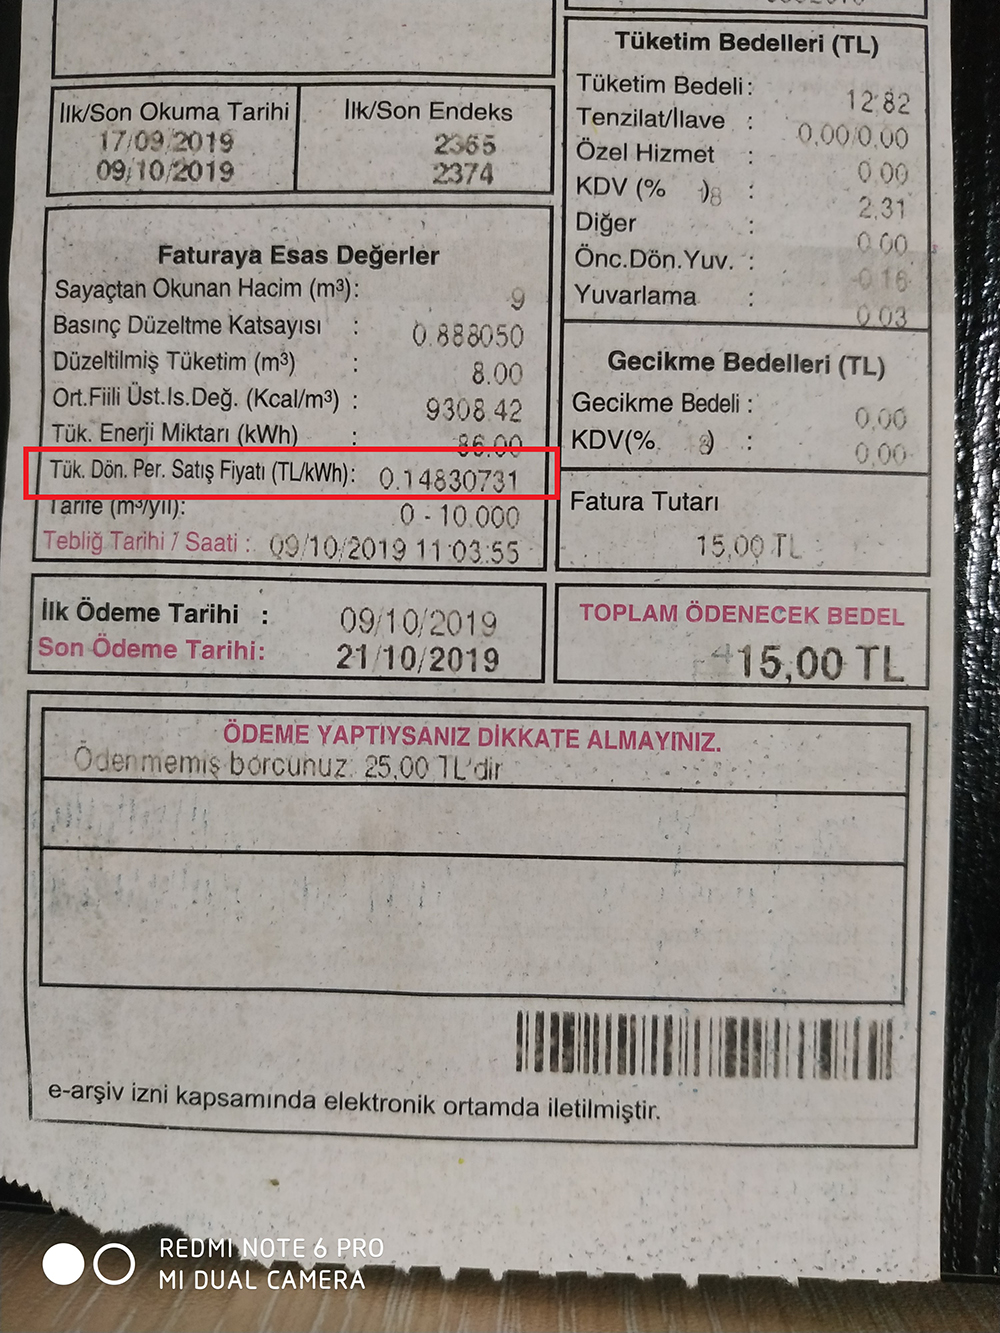 İlk/Son Okuma Tarihi
17/09/2019
09/10/2019
İlk/Son Endeks
2365
2374
Faturaya Esas Değerler
Sayaçtan Okunan Hacim (m³): 9
Basınç Düzeltme Katsayısı : 0.888050
Düzeltilmiş Tüketim (m³) : 8.00
Ort.Fiili Üst.Is.Değ. (Kcal/m³) : 9308.42
Tük. Enerji Miktarı (kWh) : 86.00
Tük. Dön. Per. Satış Fiyatı (TL/kWh): 0.14830731
Tarife (m³/yıl): 0 - 10.000
Tebliğ Tarihi / Saati : 09/10/2019 11:03:55
İlk Ödeme Tarihi : 09/10/2019
Son Ödeme Tarihi: 21/10/2019
Tüketim Bedelleri (TL)
Tüketim Bedeli: 12.82
Tenzilat/İlave : 0,00/0,00
Özel Hizmet : 0.00
KDV (% )8 : 2,31
Diğer : 0.00
Önc.Dön.Yuv. : -0.16
Yuvarlama : 0.03
Gecikme Bedelleri (TL)
Gecikme Bedeli : 0,00
KDV(% 8) : 0,00
Fatura Tutarı
15,00 TL
TOPLAM ÖDENECEK BEDEL
15,00 TL
ÖDEME YAPTIYSANIZ DİKKATE ALMAYINIZ.
Ödenmemiş borcunuz: 25,00 TL'dir
e-arşiv izni kapsamında elektronik ortamda iletilmiştir.
REDMI NOTE 6 PRO
MI DUAL CAMERA